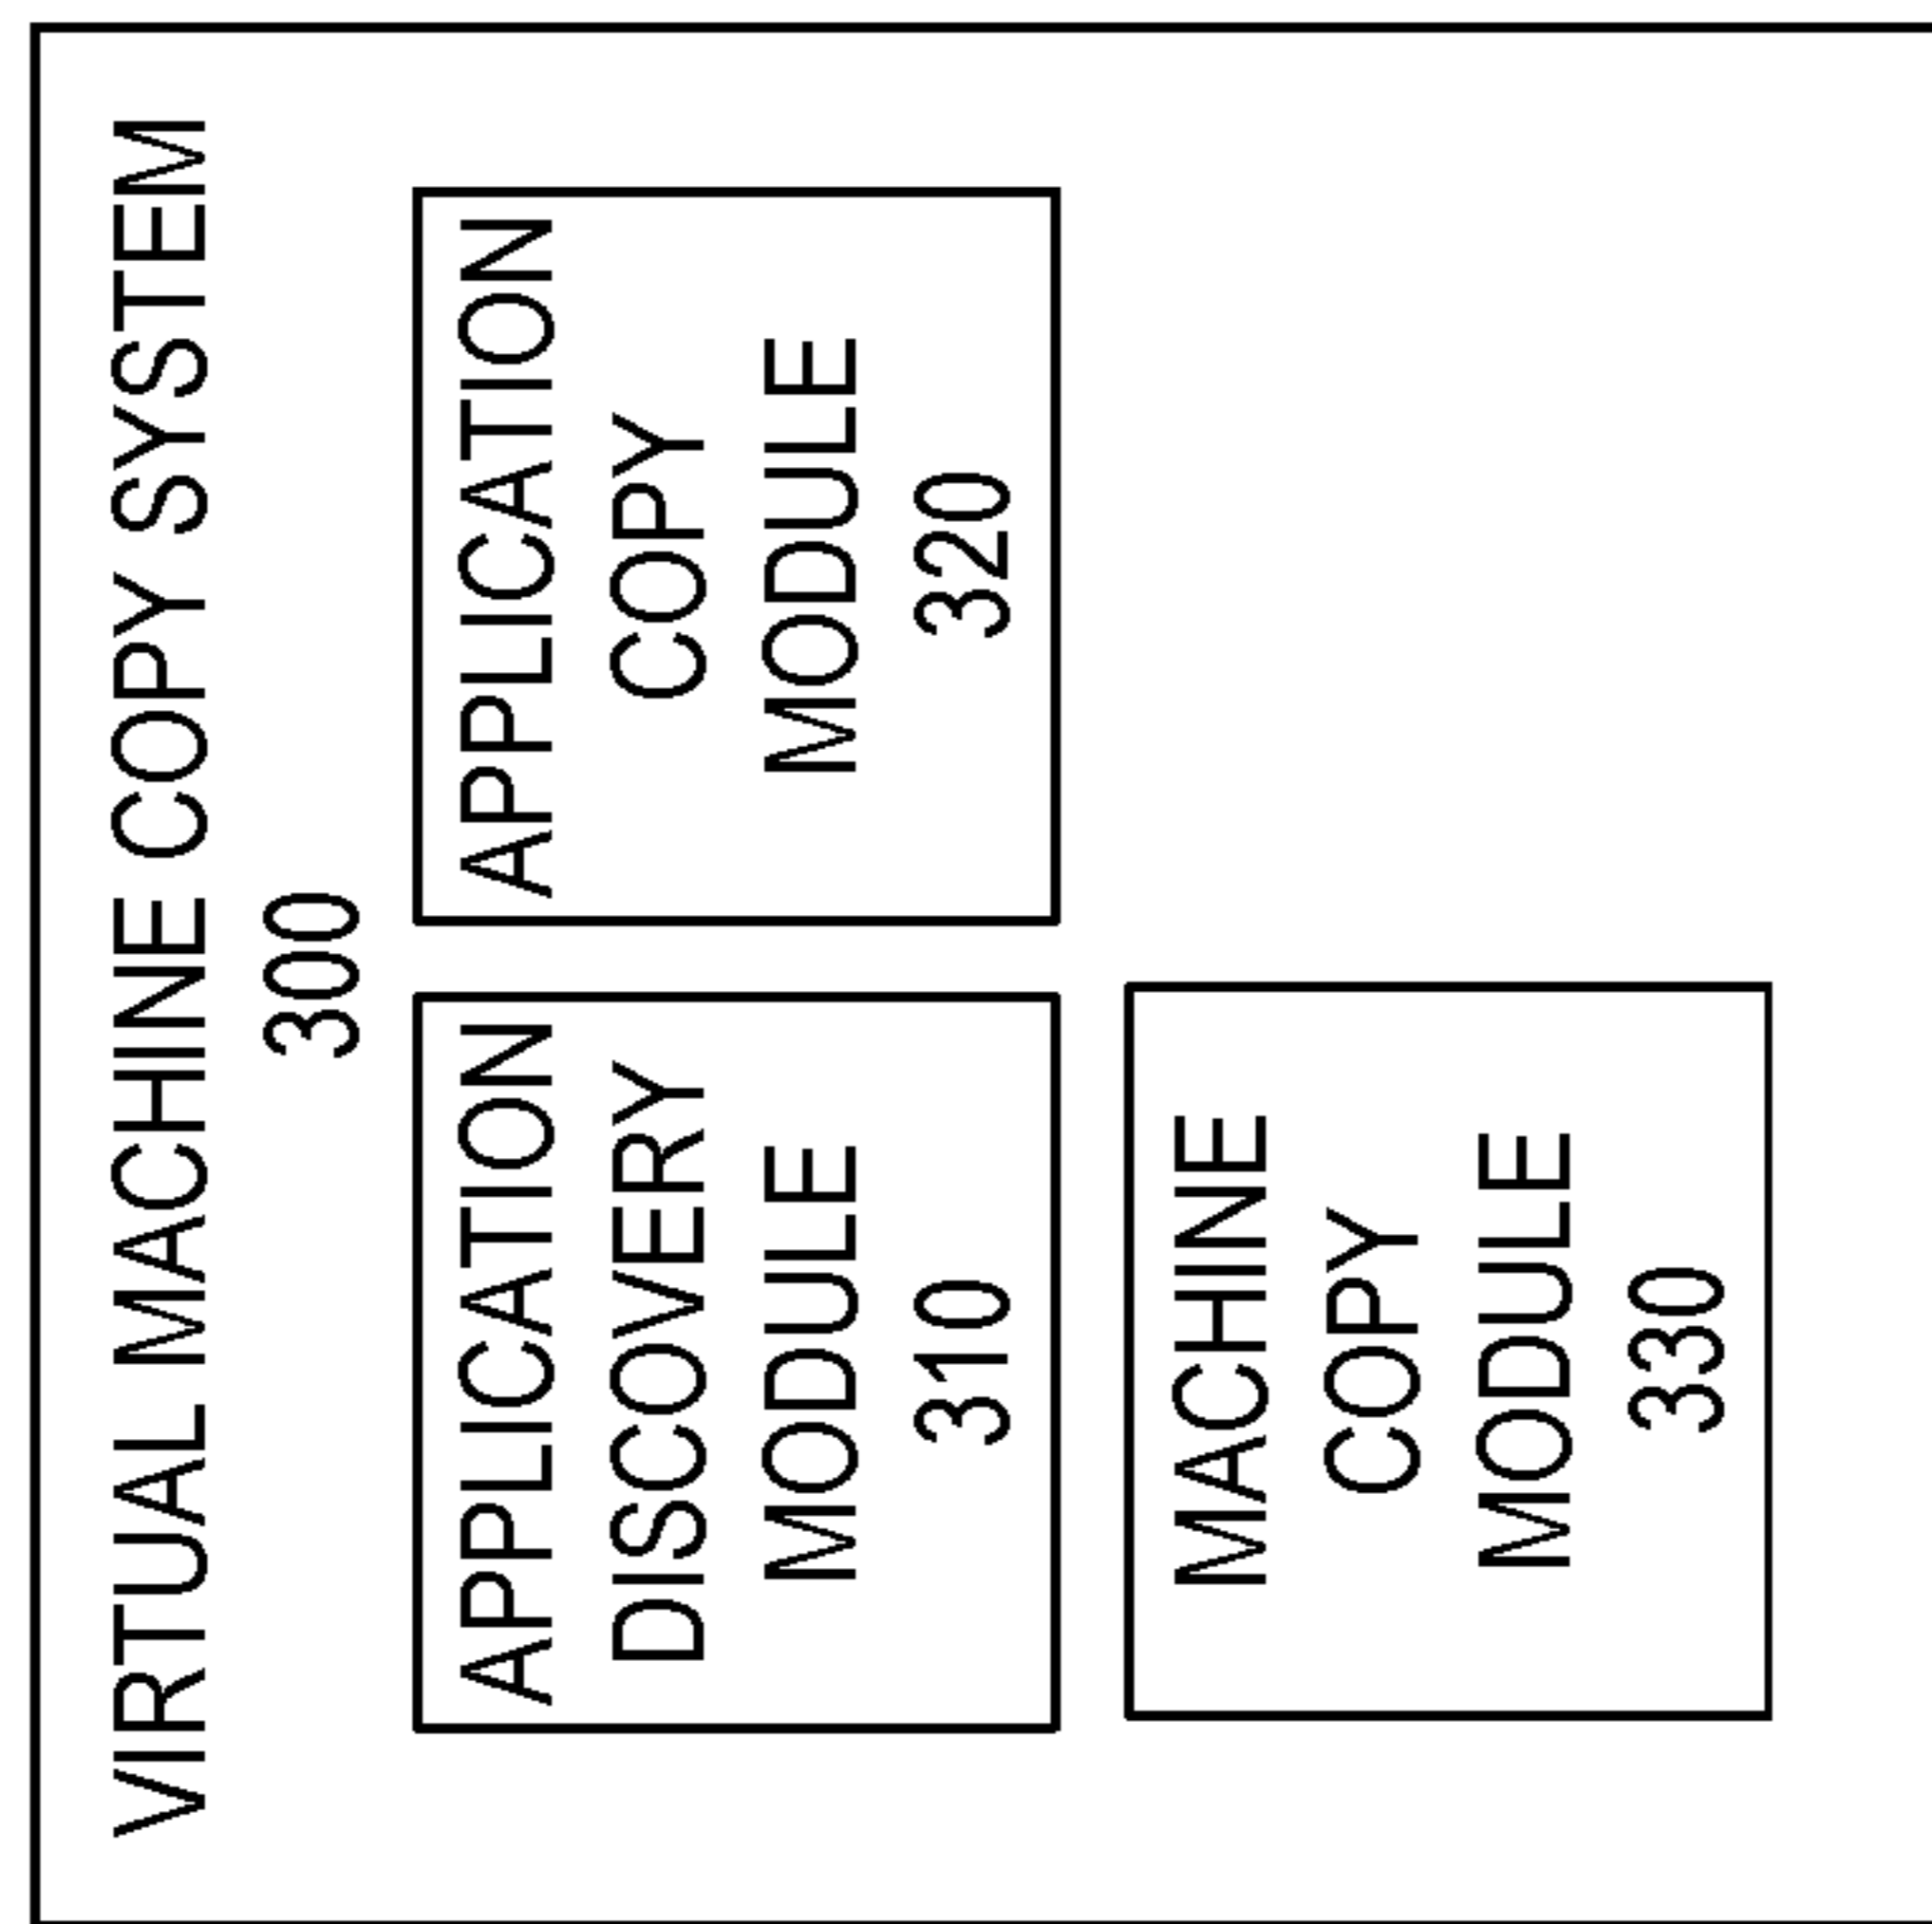 VIRTUAL MACHINE COPY SYSTEM
300
APPLICATION
DISCOVERY
MODULE
310
APPLICATION
COPY
MODULE
320
MACHINE
COPY
MODULE
330